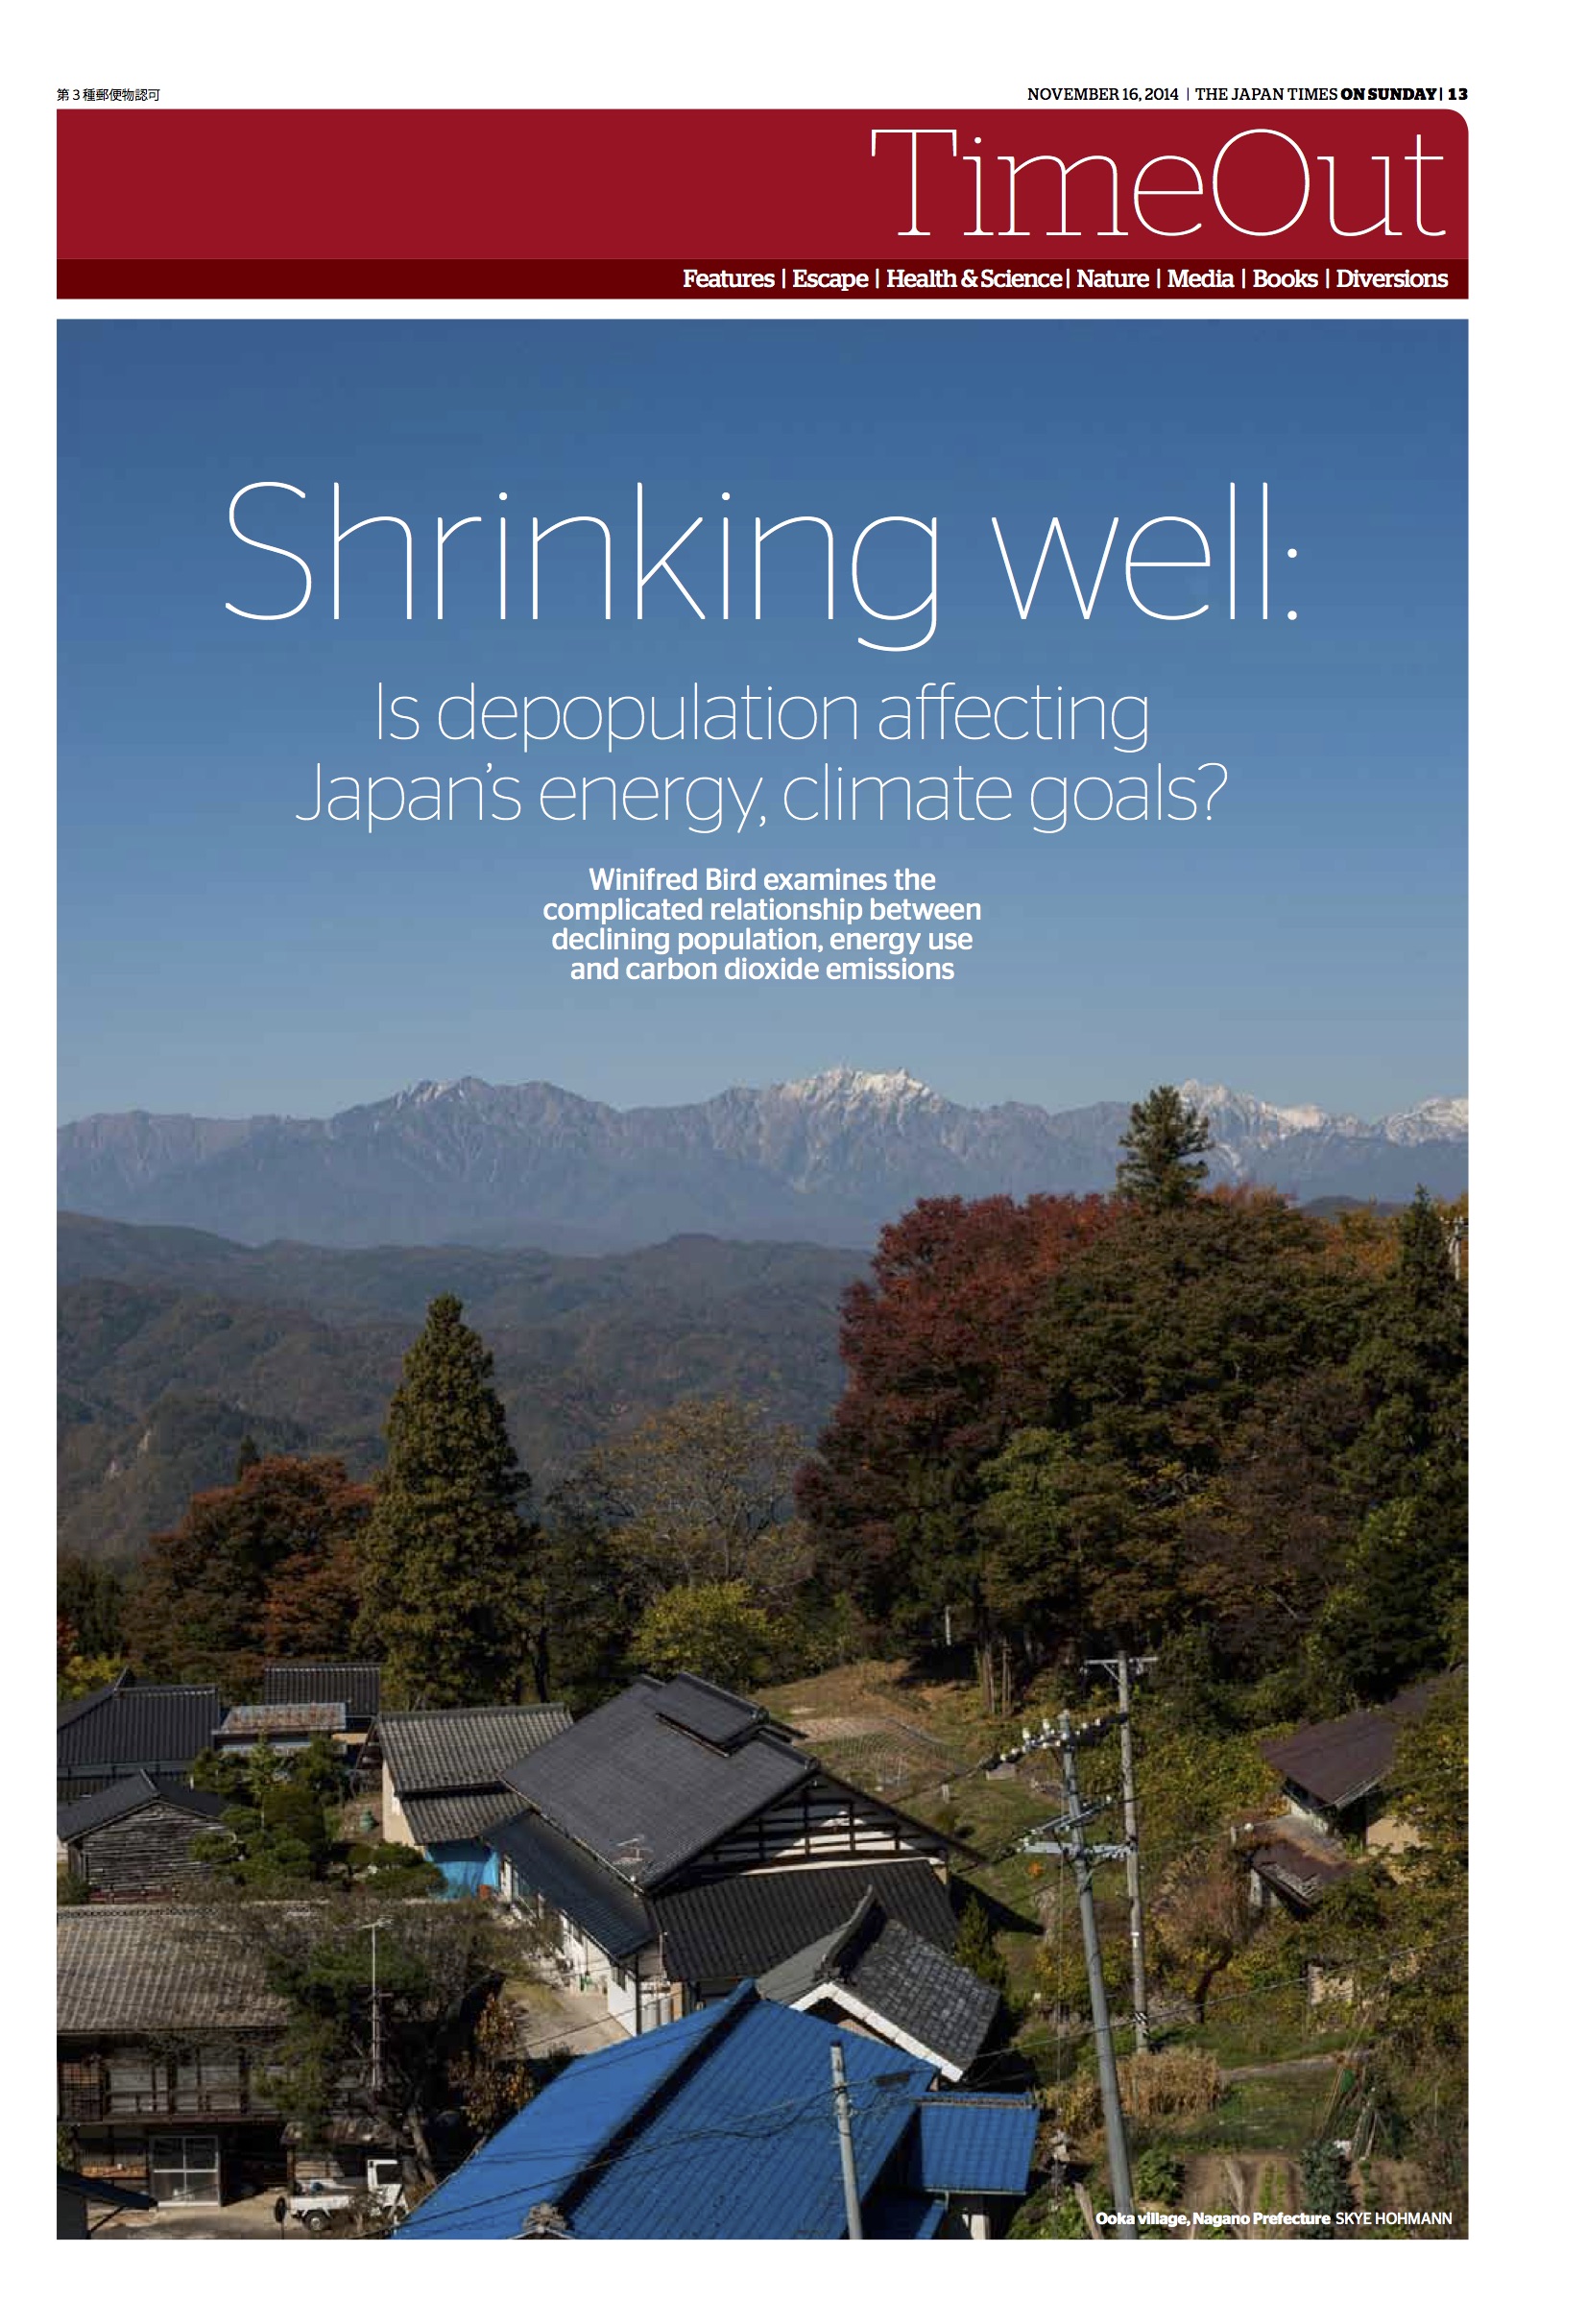 第3種郵便物認可
NOVEMBER 16, 2014 | THE JAPAN TIMES ON SUNDAY | 13
TimeOut
Features | Escape | Health & Science | Nature | Media | Books | Diversions
Shrinking well:
Is depopulation affecting
Japan's energy, climate goals?
Winifred Bird examines the
complicated relationship between
declining population, energy use
and carbon dioxide emissions
Ooka village, Nagano Prefecture SKYE HOHMANN